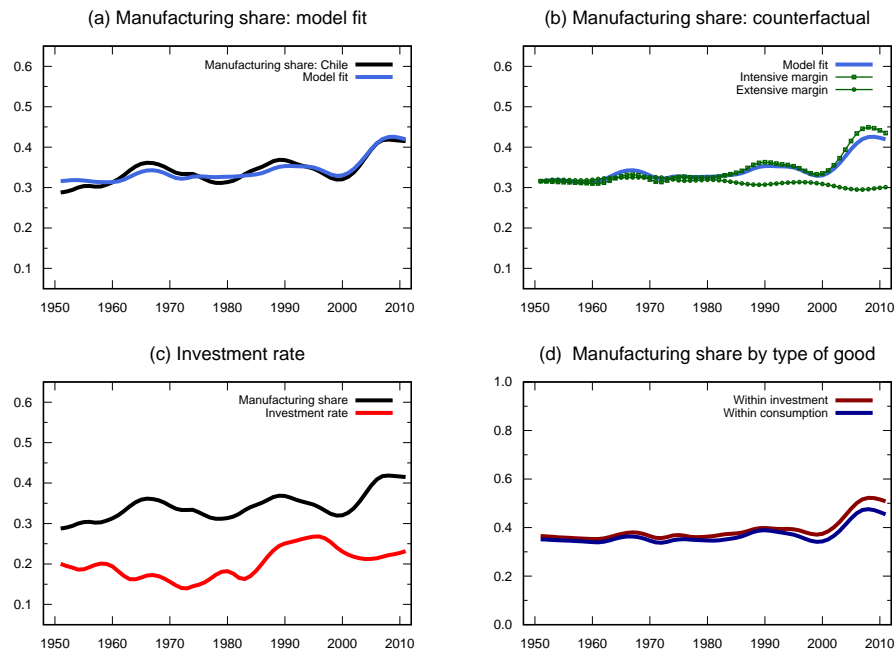 (a) Manufacturing share: model fit
0.6
0.5
0.4
0.3
0.2
0.1
Manufacturing share: Chile
Model fit
1950 1960 1970 1980 1990 2000 2010
(b) Manufacturing share: counterfactual
0.6
0.5
0.4
0.3
0.2
0.1
Model fit
Intensive margin
Extensive margin
1950 1960 1970 1980 1990 2000 2010
(c) Investment rate
0.6
0.5
0.4
0.3
0.2
0.1
Manufacturing share
Investment rate
1950 1960 1970 1980 1990 2000 2010
(d) Manufacturing share by type of good
1.0
0.8
0.6
0.4
0.2
0.0
Within investment
Within consumption
1950 1960 1970 1980 1990 2000 2010